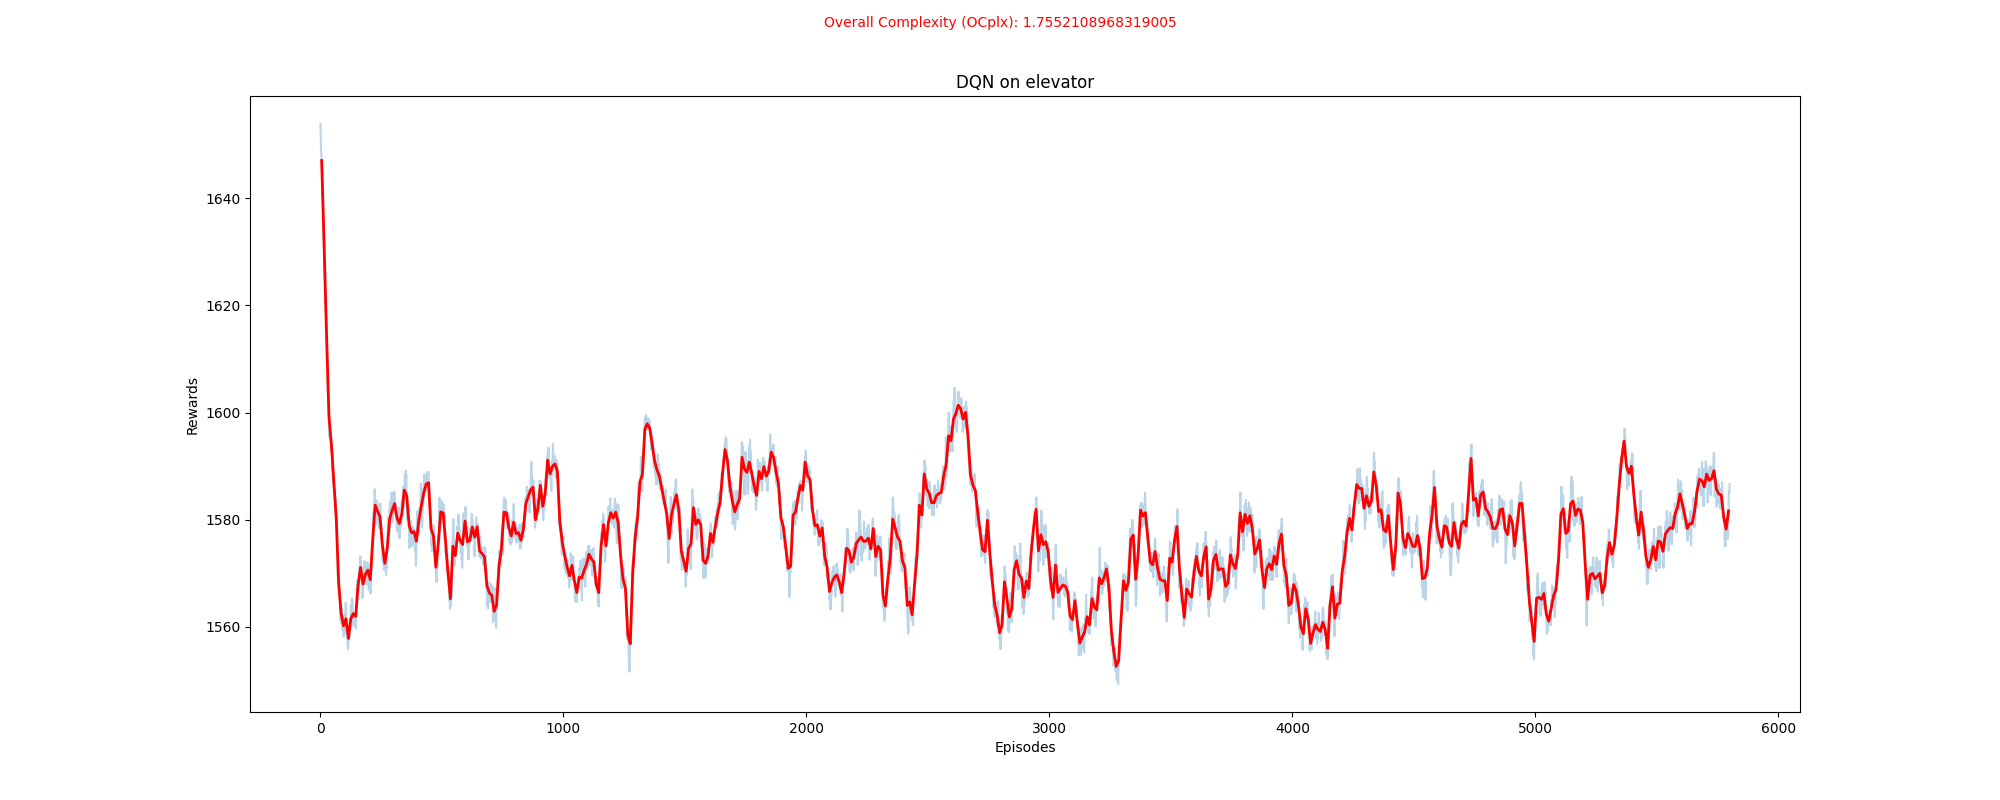 Overall Complexity (OCplx): 1.7552108968319005
DQN on elevator
Rewards
1640
1620
1600
1580
1560
0 1000 2000 3000 4000 5000 6000
Episodes